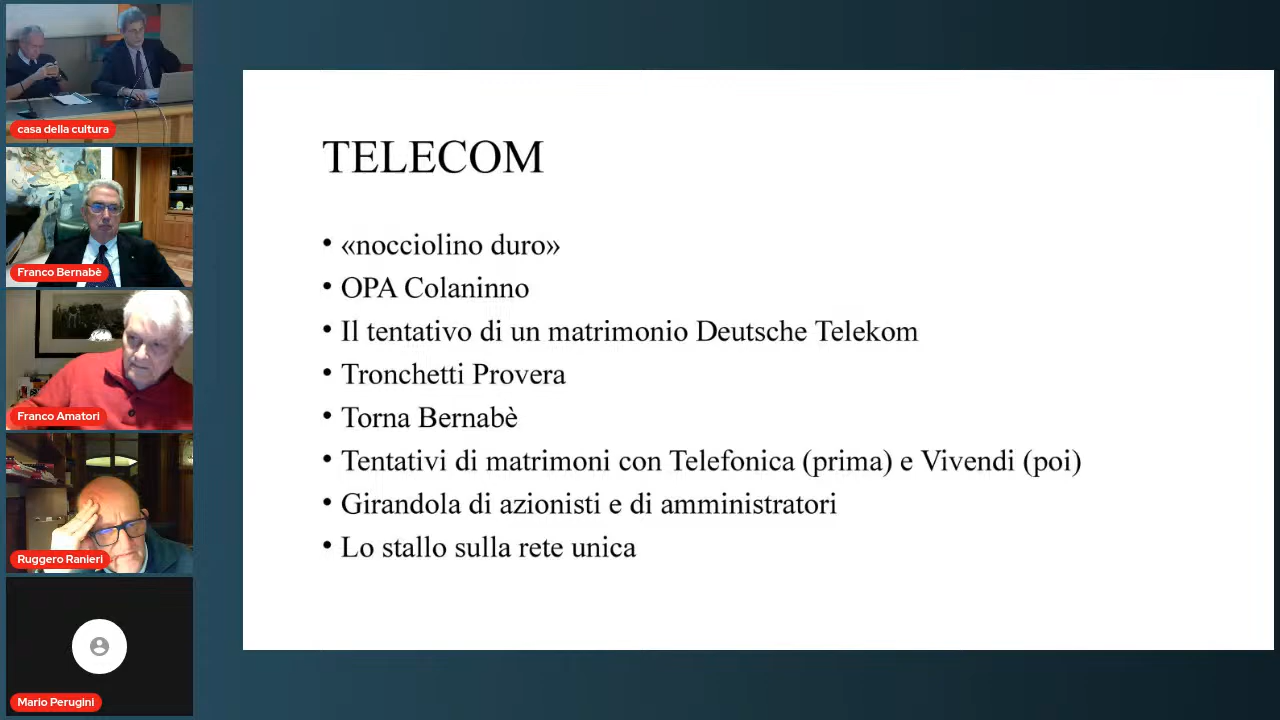 casa della cultura
Franco Bernabè
Franco Amatori
Ruggero Ranieri
Mario Perugini
TELECOM
• «nocciolino duro»
• OPA Colaninno
• Il tentativo di un matrimonio Deutsche Telekom
• Tronchetti Provera
• Torna Bernabè
• Tentativi di matrimoni con Telefonica (prima) e Vivendi (poi)
• Girandola di azionisti e di amministratori
• Lo stallo sulla rete unica